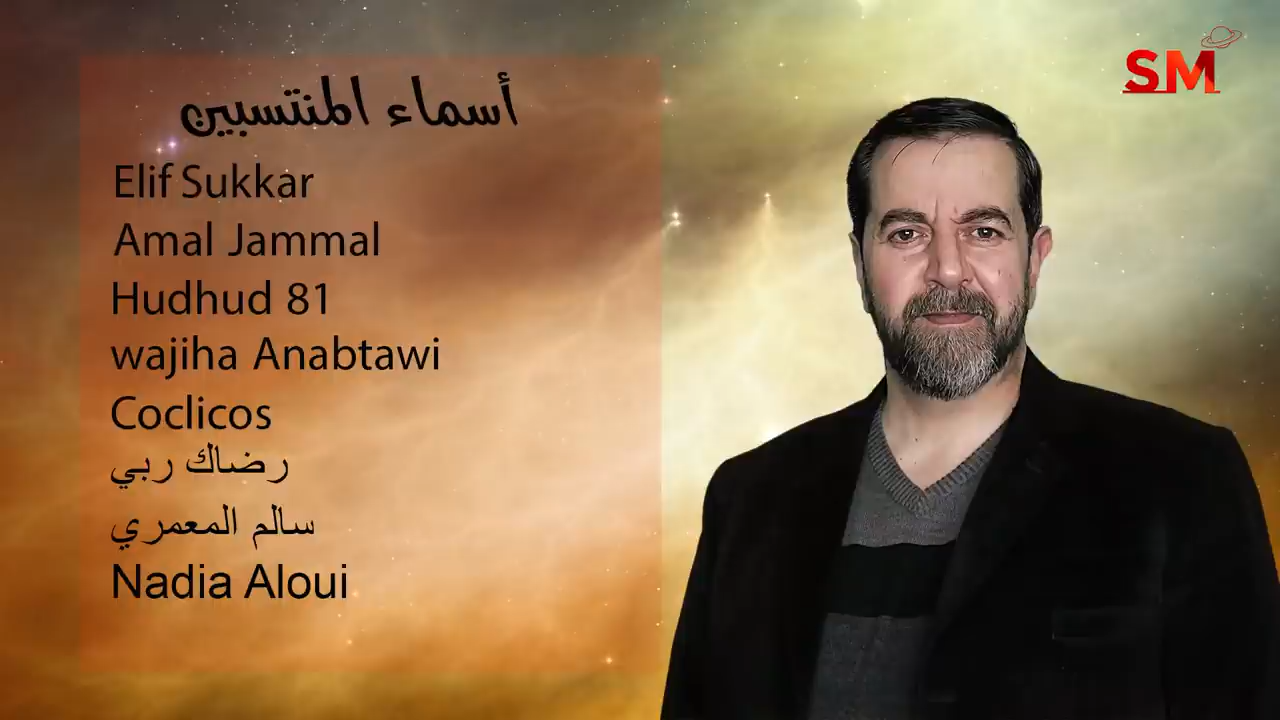 SM
أسماء المنتسبين
Elif Sukkar
Amal Jammal
Hudhud 81
wajiha Anabtawi
Coclicos
رضاك ربي
سالم المعمري
Nadia Aloui